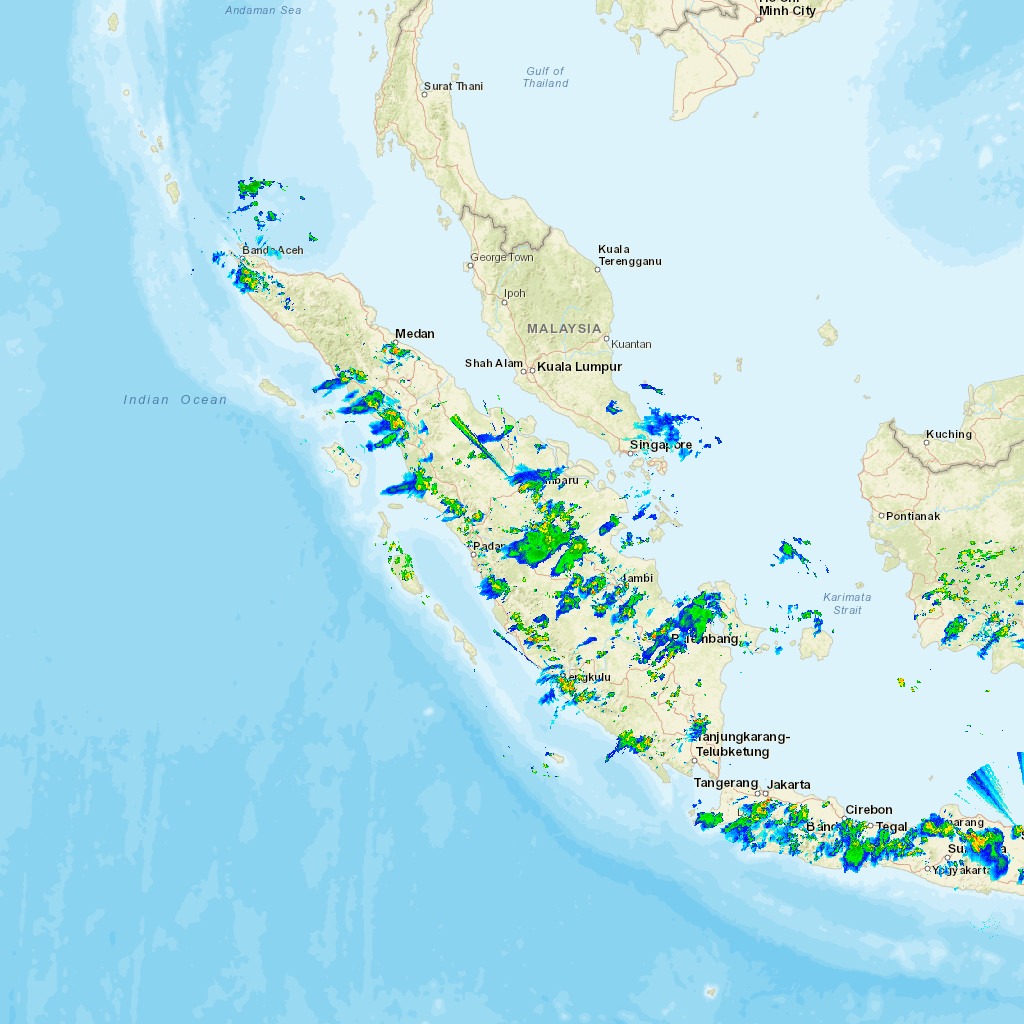 Andaman Sea
Minh City
Gulf of
Thailand
Surat Thani
Banda Aceh
George Town
Kuala
Terengganu
Ipoh
MALAYSIA
Kuantan
Medan
Shah Alam
Kuala Lumpur
Indian Ocean
Singapore
Kuching
Pontianak
Jambi
Karimata
Strait
Palembang
Bengkulu
Tanjungkarang-
Telubketung
Tangerang
Jakarta
Cirebon
Tegal
Yogyakarta